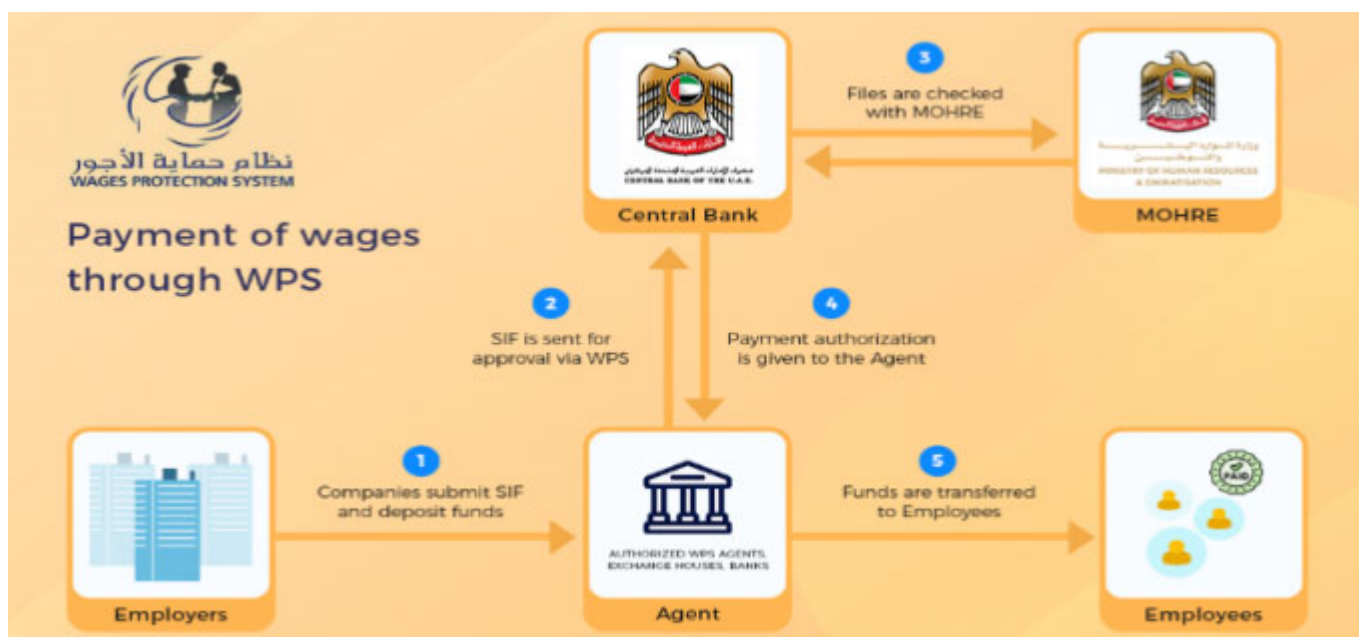 نظام حماية الأجور
WAGES PROTECTION SYSTEM
Payment of wages
through WPS
CENTRAL BANK OF THE U.A.E.
Central Bank
3
Files are checked
with MOHRE
MINISTRY OF HUMAN RESOURCES
& EMIRATISATION
MOHRE
2
SIF is sent for
approval via WPS
4
Payment authorization
is given to the Agent
Employers
1
Companies submit SIF
and deposit funds
AUTHORIZED WPS AGENTS,
EXCHANGE HOUSES, BANKS
Agent
5
Funds are transferred
to Employees
PAID
Employees